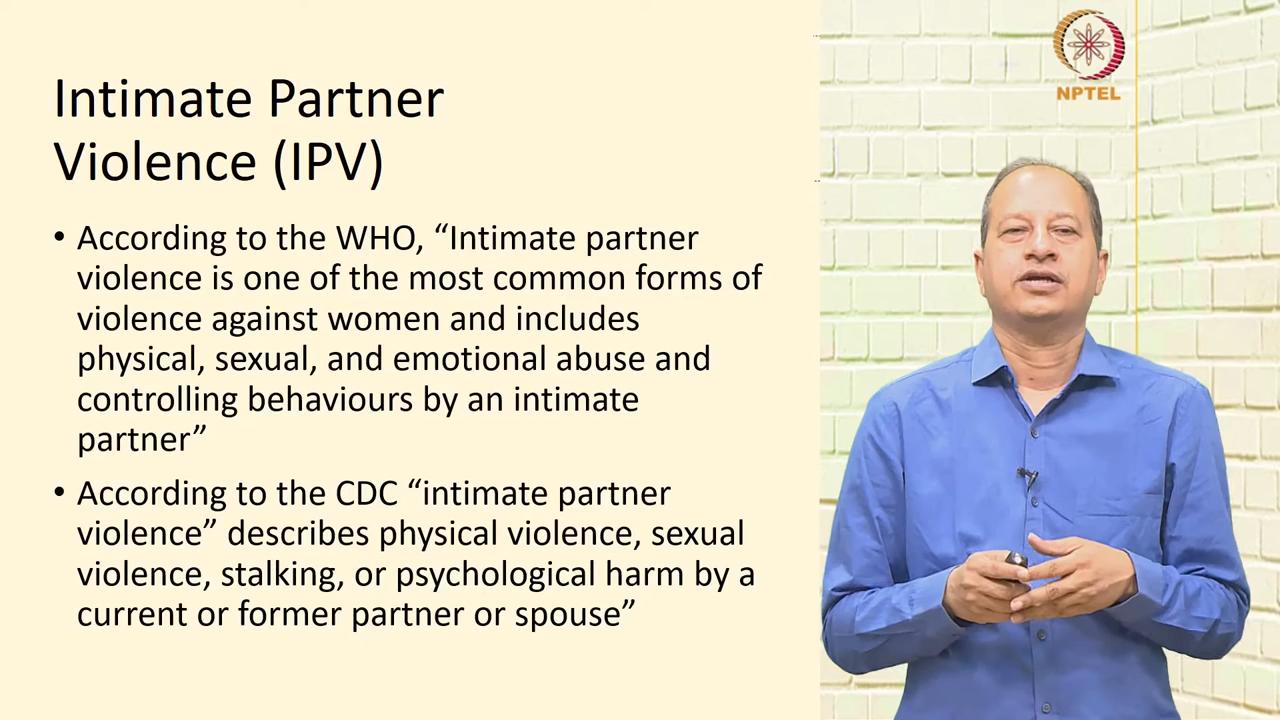 Intimate Partner
Violence (IPV)
• According to the WHO, “Intimate partner
violence is one of the most common forms of
violence against women and includes
physical, sexual, and emotional abuse and
controlling behaviours by an intimate
partner”
• According to the CDC “intimate partner
violence” describes physical violence, sexual
violence, stalking, or psychological harm by a
current or former partner or spouse”
NPTEL